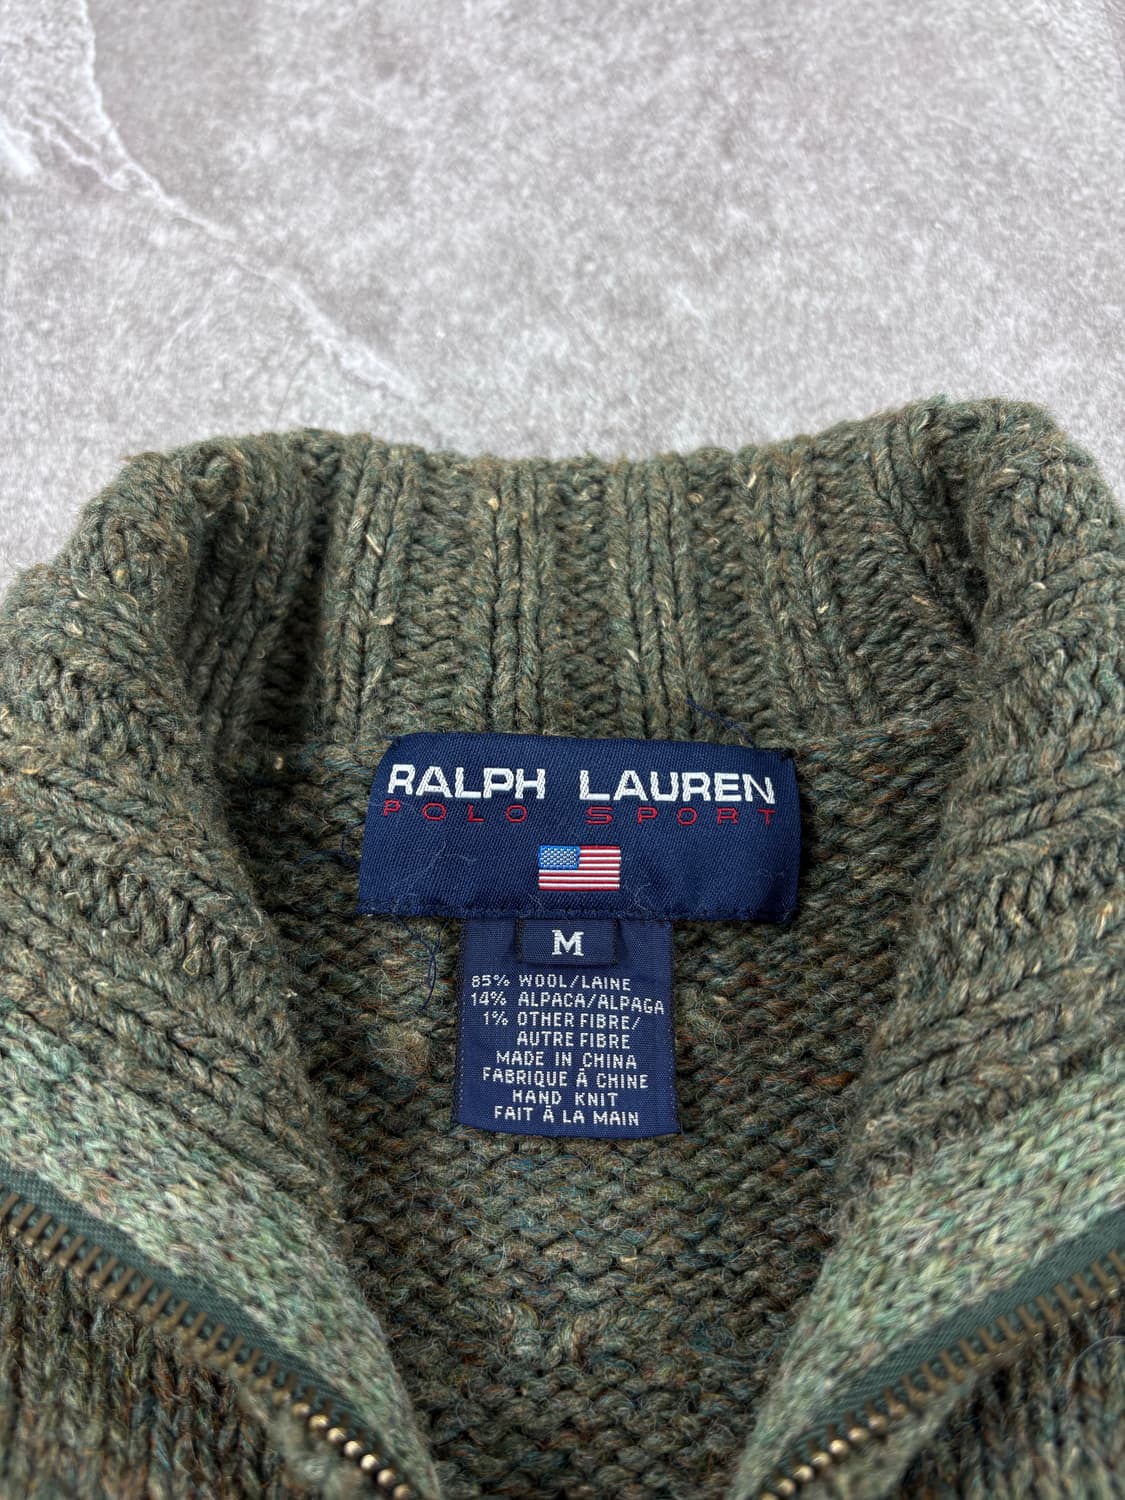 RALPH LAUREN
POLO SPORT
M
85% WOOL/LAINE
14% ALPACA/ALPAGA
1% OTHER FIBRE/
AUTRE FIBRE
MADE IN CHINA
FABRIQUE À CHINE
HAND KNIT
FAIT À LA MAIN